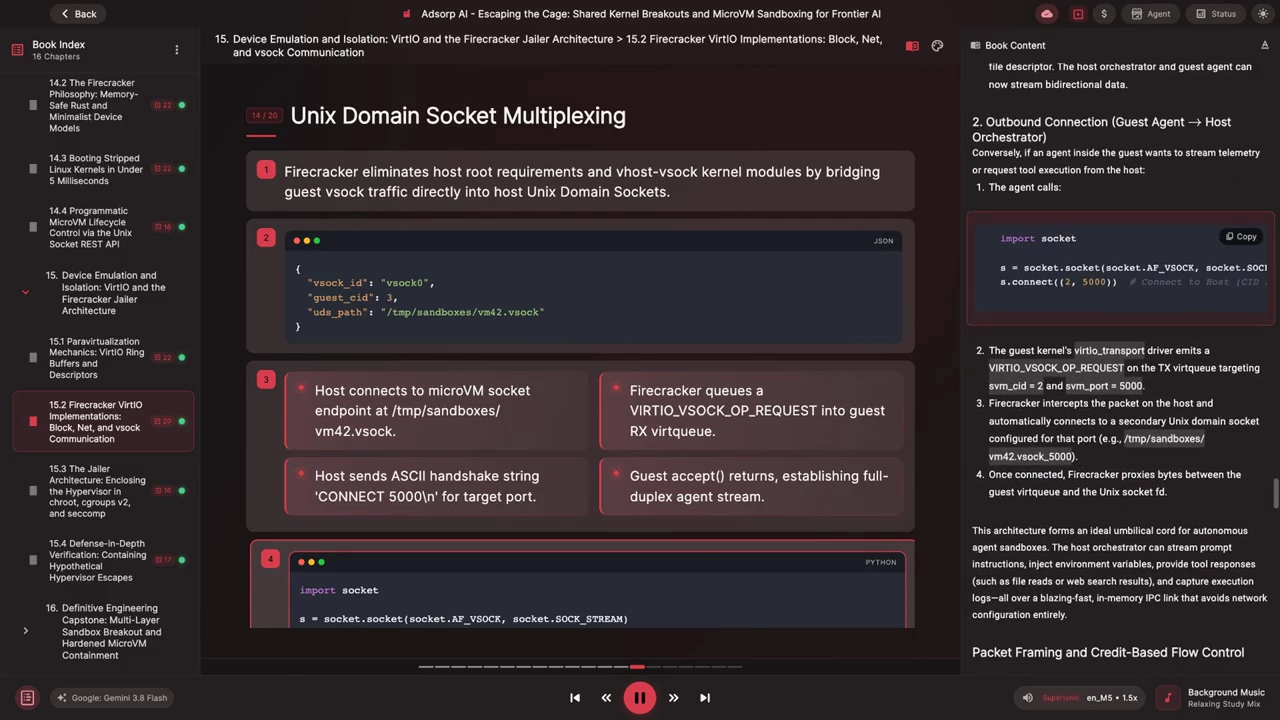 Back
Adsorp AI - Escaping the Cage: Shared Kernel Breakouts and MicroVM Sandboxing for Frontier AI
$
Agent
Status
Book Index
16 Chapters
14.2 The Firecracker
Philosophy: Memory-
Safe Rust and
Minimalist Device
Models
22
14.3 Booting Stripped
Linux Kernels in Under
5 Milliseconds
22
14.4 Programmatic
MicroVM Lifecycle
Control via the Unix
Socket REST API
16
15. Device Emulation and
Isolation: VirtIO and the
Firecracker Jailer
Architecture
15.1 Paravirtualization
Mechanics: VirtIO Ring
Buffers and
Descriptors
22
15.2 Firecracker VirtIO
Implementations:
Block, Net, and vsock
Communication
20
15.3 The Jailer
Architecture: Enclosing
the Hypervisor in
chroot, cgroups v2,
and seccomp
16
15.4 Defense-in-Depth
Verification: Containing
Hypothetical
Hypervisor Escapes
17
16. Definitive Engineering
Capstone: Multi-Layer
Sandbox Breakout and
Hardened MicroVM
Containment
Google: Gemini 3.8 Flash
15. Device Emulation and Isolation: VirtIO and the Firecracker Jailer Architecture > 15.2 Firecracker VirtIO Implementations: Block, Net,
and vsock Communication
14 / 20
Unix Domain Socket Multiplexing
1
Firecracker eliminates host root requirements and vhost-vsock kernel modules by bridging
guest vsock traffic directly into host Unix Domain Sockets.
2
JSON
{
"vsock_id": "vsock0",
"guest_cid": 3,
"uds_path": "/tmp/sandboxes/vm42.vsock"
}
3
Host connects to microVM socket
endpoint at /tmp/sandboxes/
vm42.vsock.
Firecracker queues a
VIRTIO_VSOCK_OP_REQUEST into guest
RX virtqueue.
Host sends ASCII handshake string
'CONNECT 5000\n' for target port.
Guest accept() returns, establishing full-
duplex agent stream.
4
PYTHON
import socket
s = socket.socket(socket.AF_VSOCK, socket.SOCK_STREAM)
Book Content
file descriptor. The host orchestrator and guest agent can
now stream bidirectional data.
2. Outbound Connection (Guest Agent → Host
Orchestrator)
Conversely, if an agent inside the guest wants to stream telemetry
or request tool execution from the host:
1. The agent calls:
Copy
import socket
s = socket.socket(socket.AF_VSOCK, socket.SOC
s.connect((2, 5000)) # Connect to Host (CID
2. The guest kernel's virtio_transport driver emits a
VIRTIO_VSOCK_OP_REQUEST on the TX virtqueue targeting
svm_cid = 2 and svm_port = 5000.
3. Firecracker intercepts the packet on the host and
automatically connects to a secondary Unix domain socket
configured for that port (e.g., /tmp/sandboxes/
vm42.vsock_5000).
4. Once connected, Firecracker proxies bytes between the
guest virtqueue and the Unix socket fd.
This architecture forms an ideal umbilical cord for autonomous
agent sandboxes. The host orchestrator can stream prompt
instructions, inject environment variables, provide tool responses
(such as file reads or web search results), and capture execution
logs—all over a blazing-fast, in-memory IPC link that avoids network
configuration entirely.
Packet Framing and Credit-Based Flow Control
Supertonic en_M5 • 1.5x
Background Music
Relaxing Study Mix